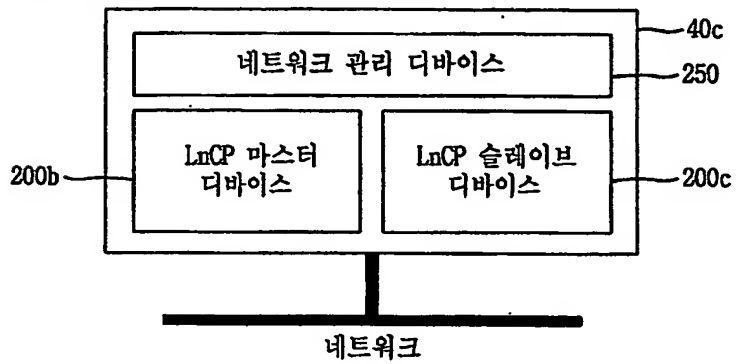 40c
네트워크 관리 디바이스
250
LnCP 마스터
디바이스
LnCP 슬레이브
디바이스
200b
200c
네트워크